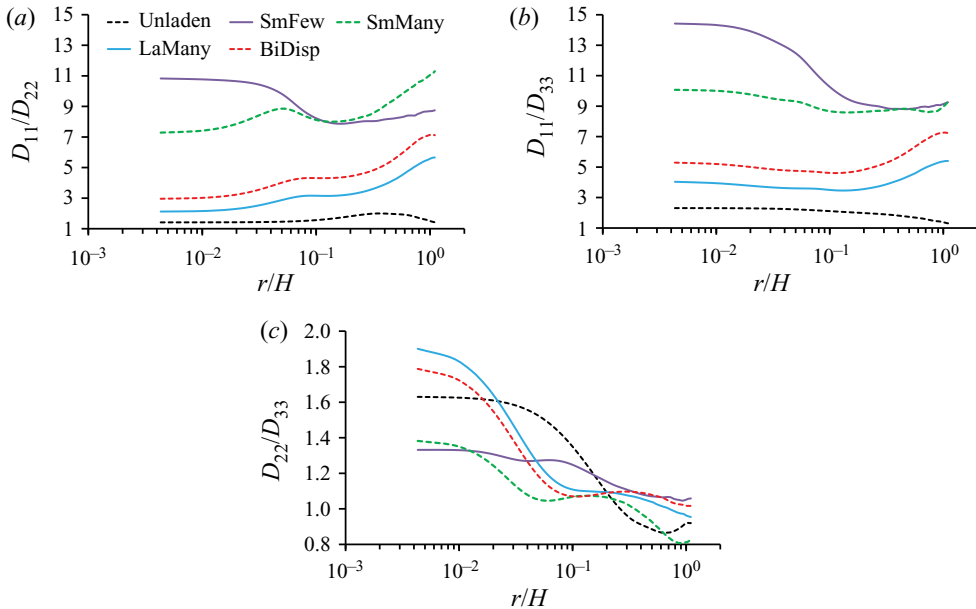 (a)
Unladen SmFew SmMany
LaMany BiDisp
15
13
11
9
7
5
3
1
D11/D22
10–3 10–2 10–1 100
r/H
(b)
15
13
11
9
7
5
3
1
D11/D33
10–3 10–2 10–1 100
r/H
(c)
2.0
1.8
1.6
1.4
1.2
1.0
0.8
D22/D33
10–3 10–2 10–1 100
r/H